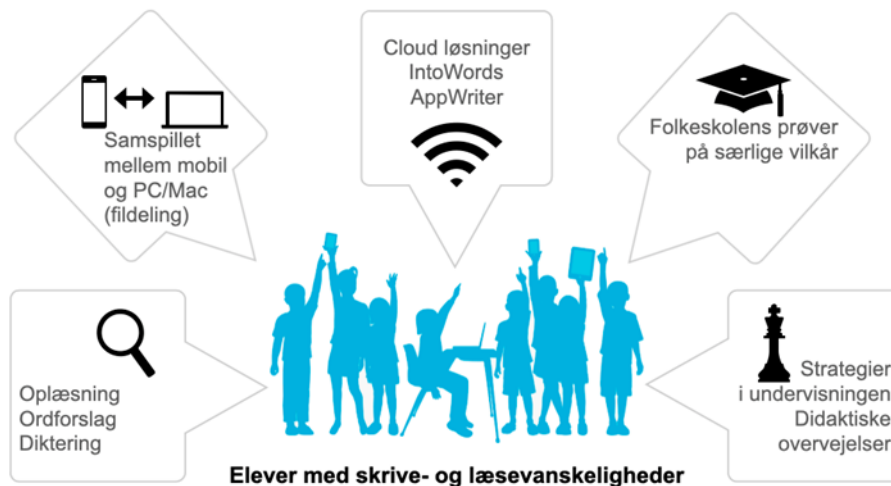 Samspillet
mellem mobil
og PC/Mac
(fildeling)
Cloud løsninger
IntoWords
AppWriter
Folkeskolens prøver
på særlige vilkår
Oplæsning
Ordforslag
Diktering
Strategier
i undervisningen
Didaktiske
overvejelser
Elever med skrive- og læsevanskeligheder